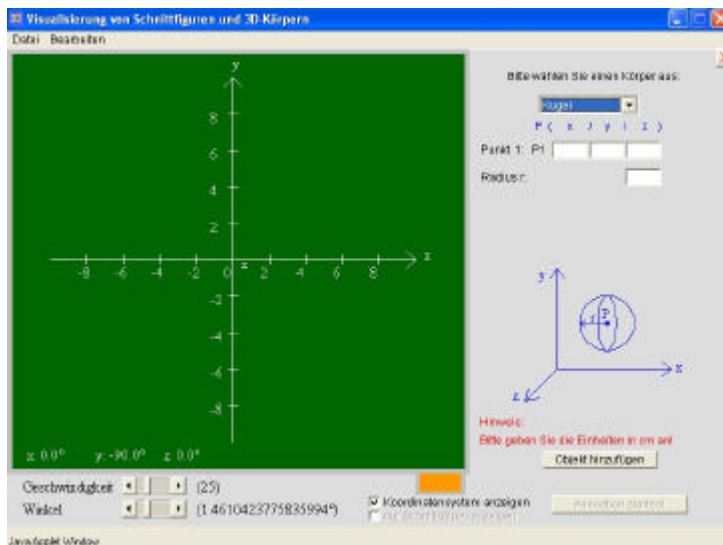 Visualisierung von Schnittfiguren und 3D-Körpern
Datei Bearbeiten
Bitte wählen Sie einen Körper aus:
Kugel
P ( x / y / z )
Punkt 1: P1
Radius r:
y
8
6
4
2
-8 -6 -4 -2 0 z 2 4 6 8 x
-2
-4
-6
-8
x: 0.0° y: -90.0° z: 0.0°
y
r P
x
z
Hinweis:
Bitte geben Sie die Einheiten in cm an!
Objekt hinzufügen
Geschwindigkeit (25)
Winkel (1.4610423775835994°)
Koordinatensystem anzeigen
Java Applet Window